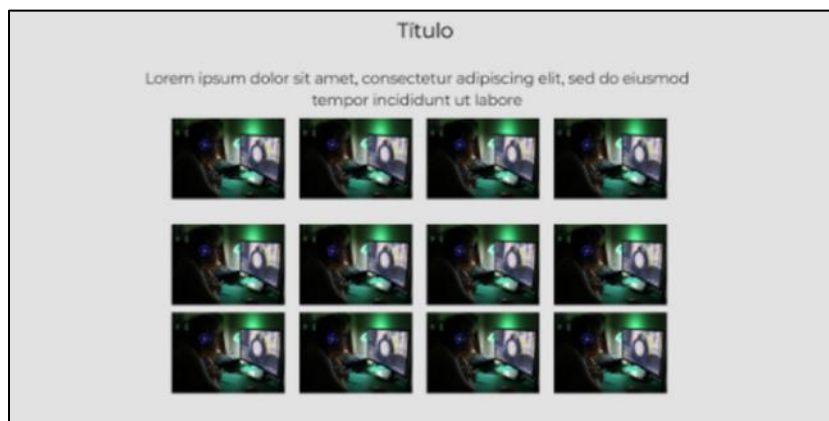 Título
Lorem ipsum dolor sit amet, consectetur adipiscing elit, sed do eiusmod
tempor incididunt ut labore